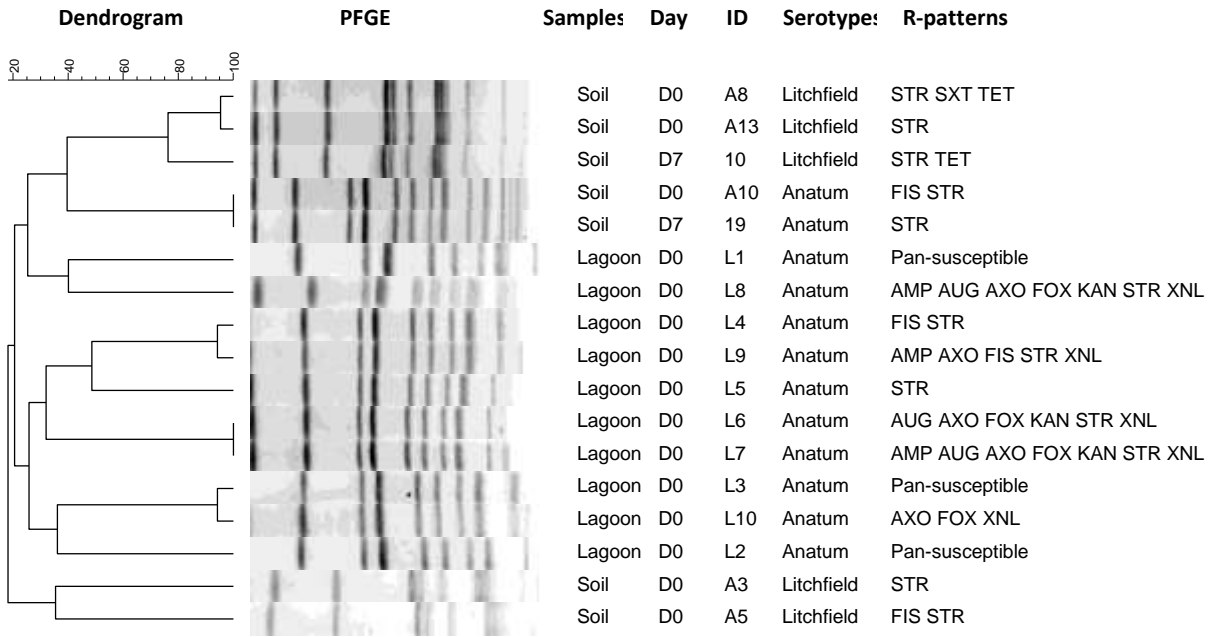 Dendrogram PFGE Samples Day ID Serotypes R-patterns
20 40 60 80 100
Soil D0 A8 Litchfield STR SXT TET
Soil D0 A13 Litchfield STR
Soil D7 10 Litchfield STR TET
Soil D0 A10 Anatum FIS STR
Soil D7 19 Anatum STR
Lagoon D0 L1 Anatum Pan-susceptible
Lagoon D0 L8 Anatum AMP AUG AXO FOX KAN STR XNL
Lagoon D0 L4 Anatum FIS STR
Lagoon D0 L9 Anatum AMP AXO FIS STR XNL
Lagoon D0 L5 Anatum STR
Lagoon D0 L6 Anatum AUG AXO FOX KAN STR XNL
Lagoon D0 L7 Anatum AMP AUG AXO FOX KAN STR XNL
Lagoon D0 L3 Anatum Pan-susceptible
Lagoon D0 L10 Anatum AXO FOX XNL
Lagoon D0 L2 Anatum Pan-susceptible
Soil D0 A3 Litchfield STR
Soil D0 A5 Litchfield FIS STR